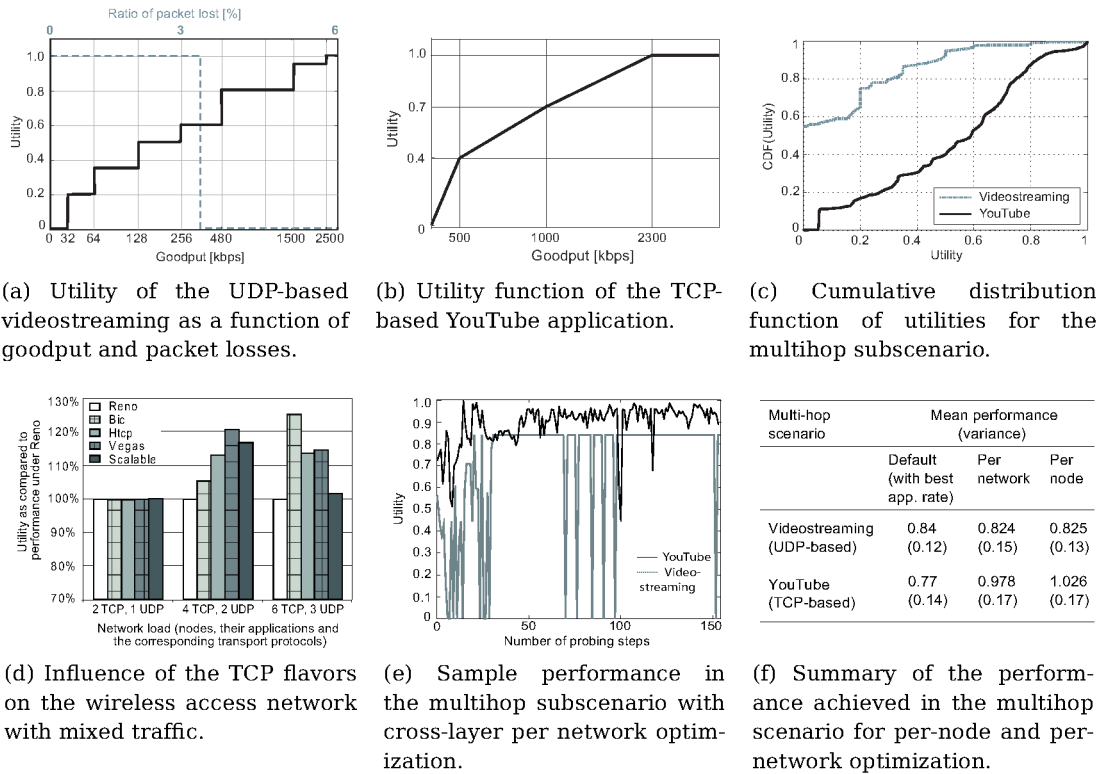 Ratio of packet lost [%]
0 3 6
1.0
0.8
0.6
0.4
0.2
0
Utility
0 32 64 128 256 480 1500 2500
Goodput [kbps]
(a) Utility of the UDP-based
videostreaming as a function of
goodput and packet losses.
1.0
0.7
0.4
0
Utility
500 1000 2300
Goodput [kbps]
(b) Utility function of the TCP-
based YouTube application.
1
0.8
0.6
0.4
0.2
0
CDF(Utility)
Videostreaming
YouTube
0 0.2 0.4 0.6 0.8 1
Utility
(c) Cumulative distribution
function of utilities for the
multihop subscenario.
130%
120%
110%
100%
90%
80%
70%
Utility as compared to
performance under Reno
Reno
Bic
Htcp
Vegas
Scalable
2 TCP, 1 UDP 4 TCP, 2 UDP 6 TCP, 3 UDP
Network load (nodes, their applications and
the corresponding transport protocols)
(d) Influence of the TCP flavors
on the wireless access network
with mixed traffic.
1.0
0.9
0.8
0.7
0.6
0.5
0.4
0.3
0.2
0.1
0
Utility
YouTube
Video-
streaming
0 50 100 150
Number of probing steps
(e) Sample performance in
the multihop subscenario with
cross-layer per network optim-
ization.
Multi-hop Mean performance
scenario (variance)
Default Per Per
(with best network node
app. rate)
Videostreaming 0.84 0.824 0.825
(UDP-based) (0.12) (0.15) (0.13)
YouTube 0.77 0.978 1.026
(TCP-based) (0.14) (0.17) (0.17)
(f) Summary of the perform-
ance achieved in the multihop
scenario for per-node and per-
network optimization.